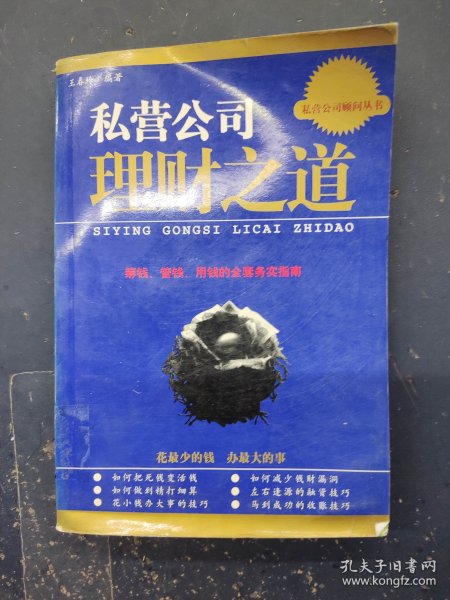 王春玲 编著
私营公司顾问丛书
私营公司
理财之道
SIYING GONGSI LICAI ZHIDAO
筹钱、管钱、用钱的全套务实指南
花最少的钱 办最大的事
如何把死钱变活钱
如何做到精打细算
花小钱办大事的技巧
如何减少钱财漏洞
左右逢源的融资技巧
马到成功的收账技巧
孔夫子旧书网
www.kongfz.com